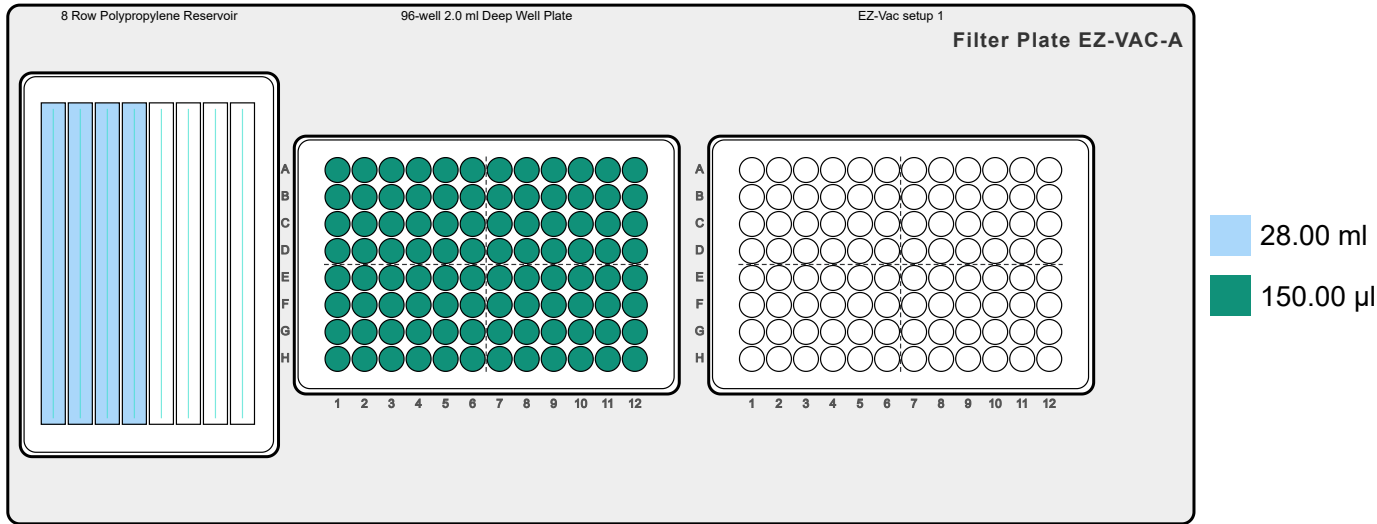 8 Row Polypropylene Reservoir
96-well 2.0 ml Deep Well Plate
EZ-Vac setup 1
Filter Plate EZ-VAC-A
A
B
C
D
E
F
G
H
1 2 3 4 5 6 7 8 9 10 11 12
A
B
C
D
E
F
G
H
1 2 3 4 5 6 7 8 9 10 11 12
28.00 ml
150.00 µl